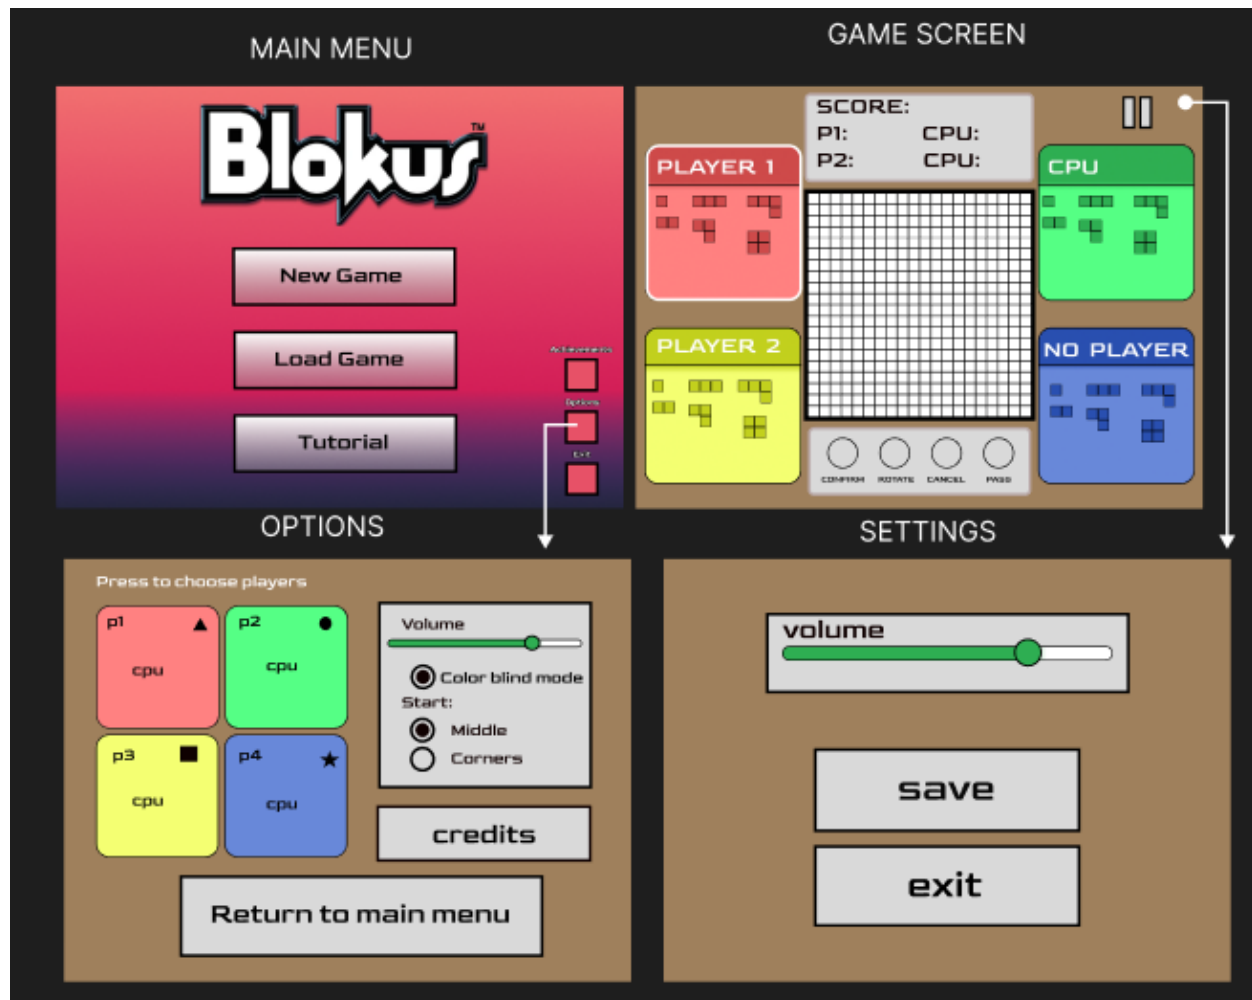 MAIN MENU
Blokus™
New Game
Load Game
Tutorial
Achievements
Options
Exit
GAME SCREEN
SCORE:
P1: CPU:
P2: CPU:
PLAYER 1
CPU
PLAYER 2
NO PLAYER
CONFIRM ROTATE CANCEL PASS
OPTIONS
Press to choose players
p1
cpu
p2
cpu
p3
cpu
p4
cpu
Volume
Color blind mode
Start:
Middle
Corners
credits
Return to main menu
SETTINGS
volume
save
exit